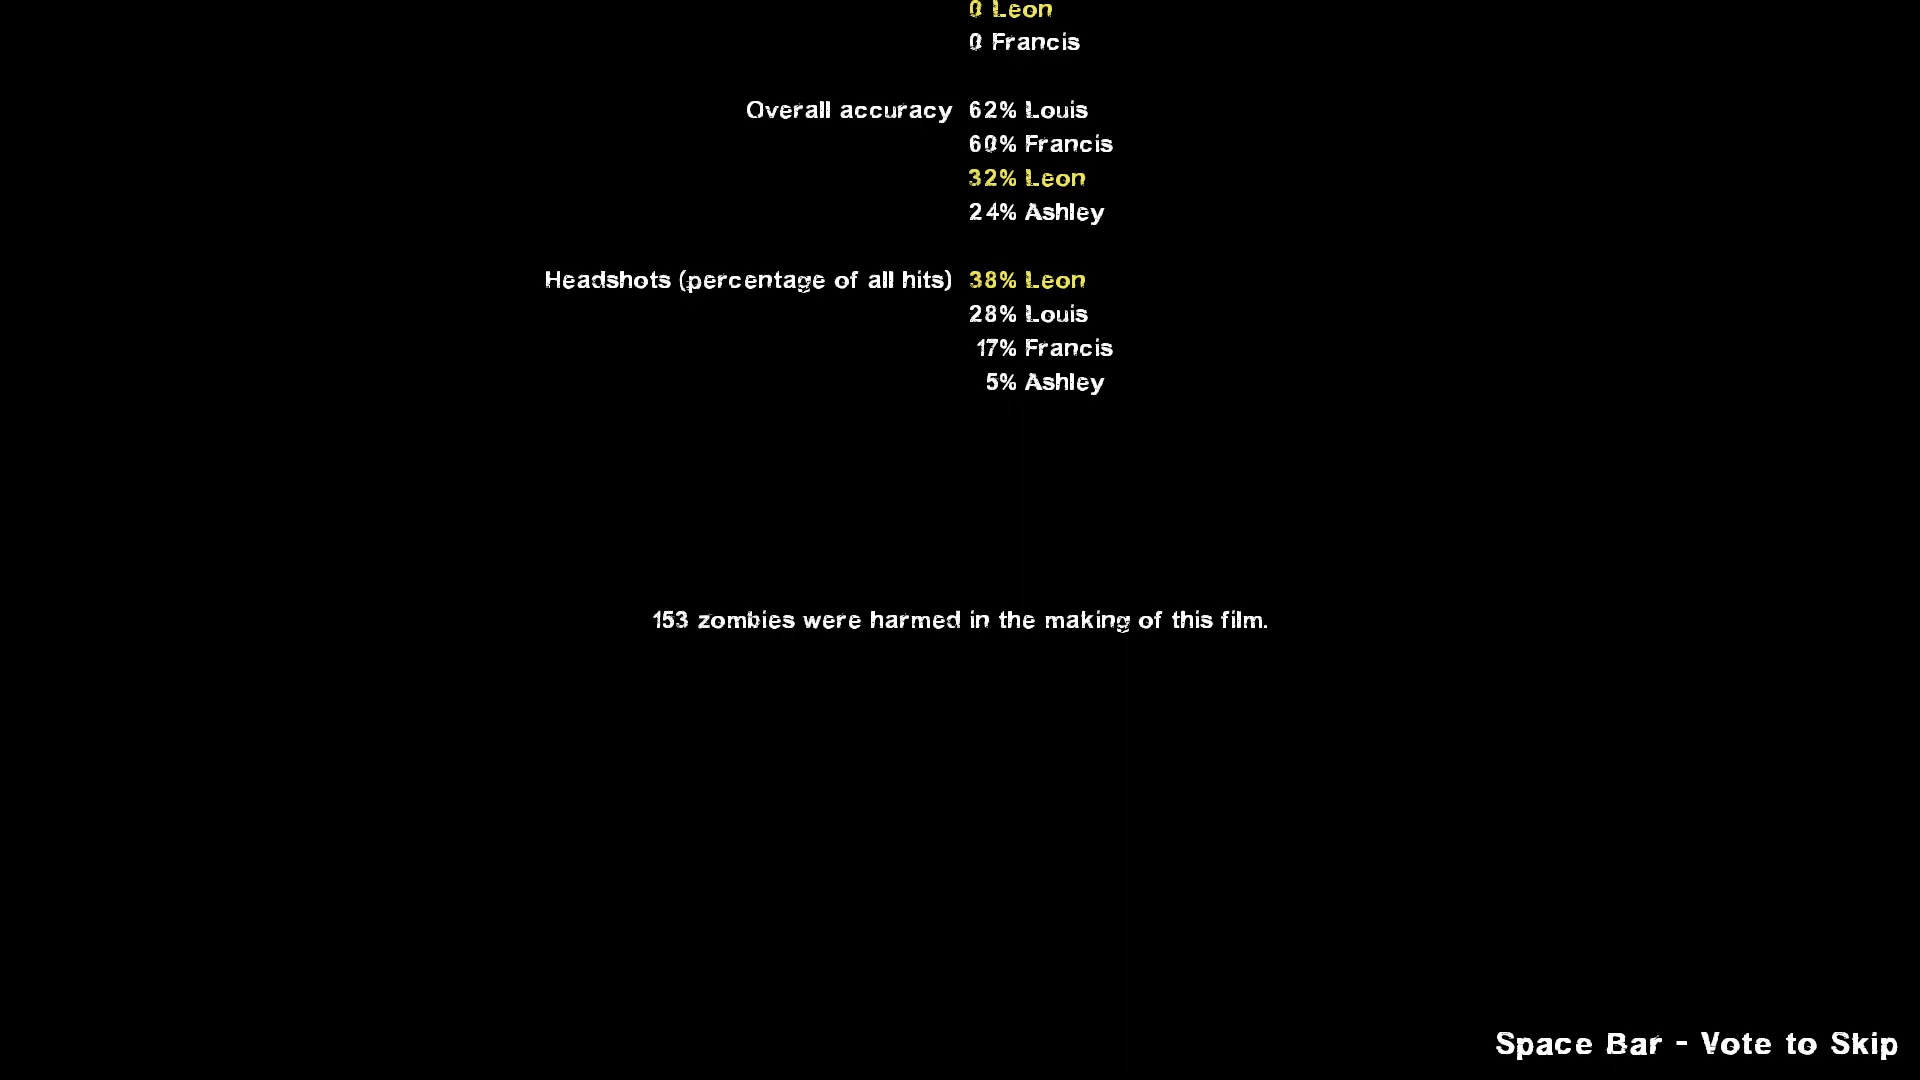 0 Leon
0 Francis
Overall accuracy 62% Louis
60% Francis
32% Leon
24% Ashley
Headshots (percentage of all hits) 38% Leon
28% Louis
17% Francis
5% Ashley
153 zombies were harmed in the making of this film.
Space Bar - Vote to Skip